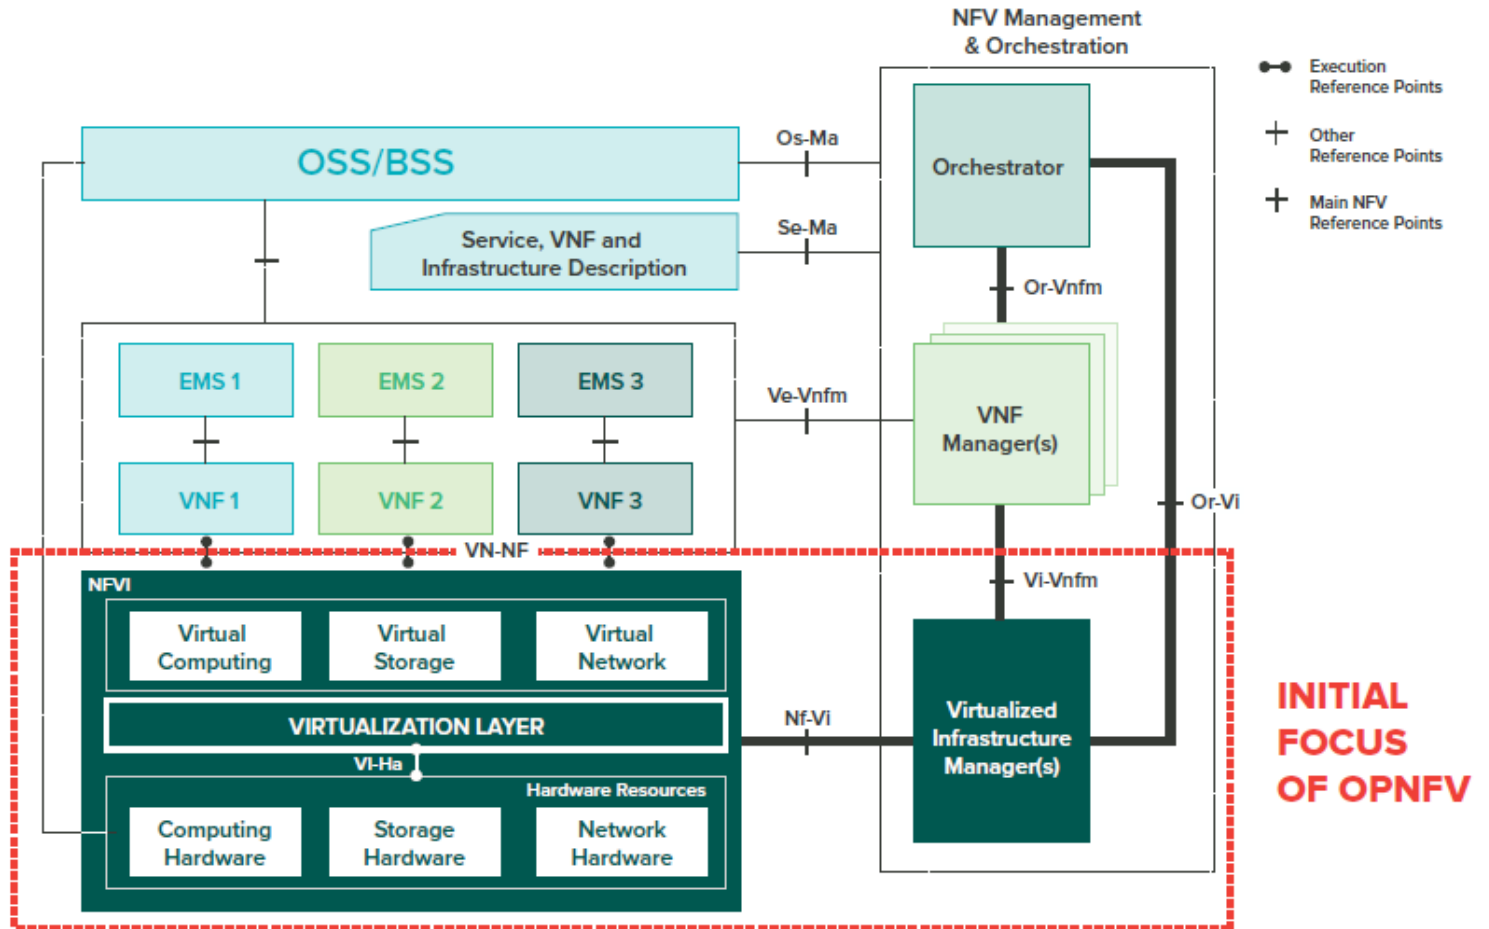 NFV Management
& Orchestration
Execution
Reference Points
Other
Reference Points
Main NFV
Reference Points
OSS/BSS
Os-Ma
Orchestrator
Service, VNF and
Infrastructure Description
Se-Ma
Or-Vnfm
EMS 1
EMS 2
EMS 3
Ve-Vnfm
VNF
Manager(s)
VNF 1
VNF 2
VNF 3
Or-Vi
VN-NF
NFVI
Vi-Vnfm
Virtual
Computing
Virtual
Storage
Virtual
Network
VIRTUALIZATION LAYER
Nf-Vi
Virtualized
Infrastructure
Manager(s)
VI-Ha
Hardware Resources
Computing
Hardware
Storage
Hardware
Network
Hardware
INITIAL
FOCUS
OF OPNFV